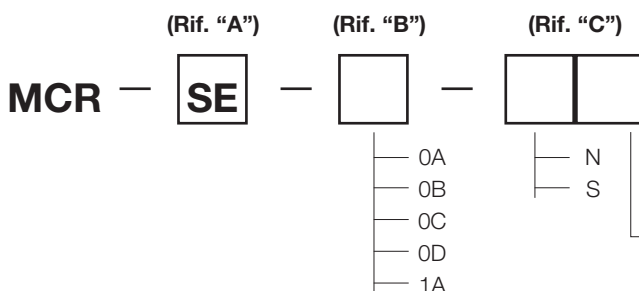 (Rif. “A”) (Rif. “B”) (Rif. “C”)
MCR — SE — —
0A N
0B S
0C
0D
1A